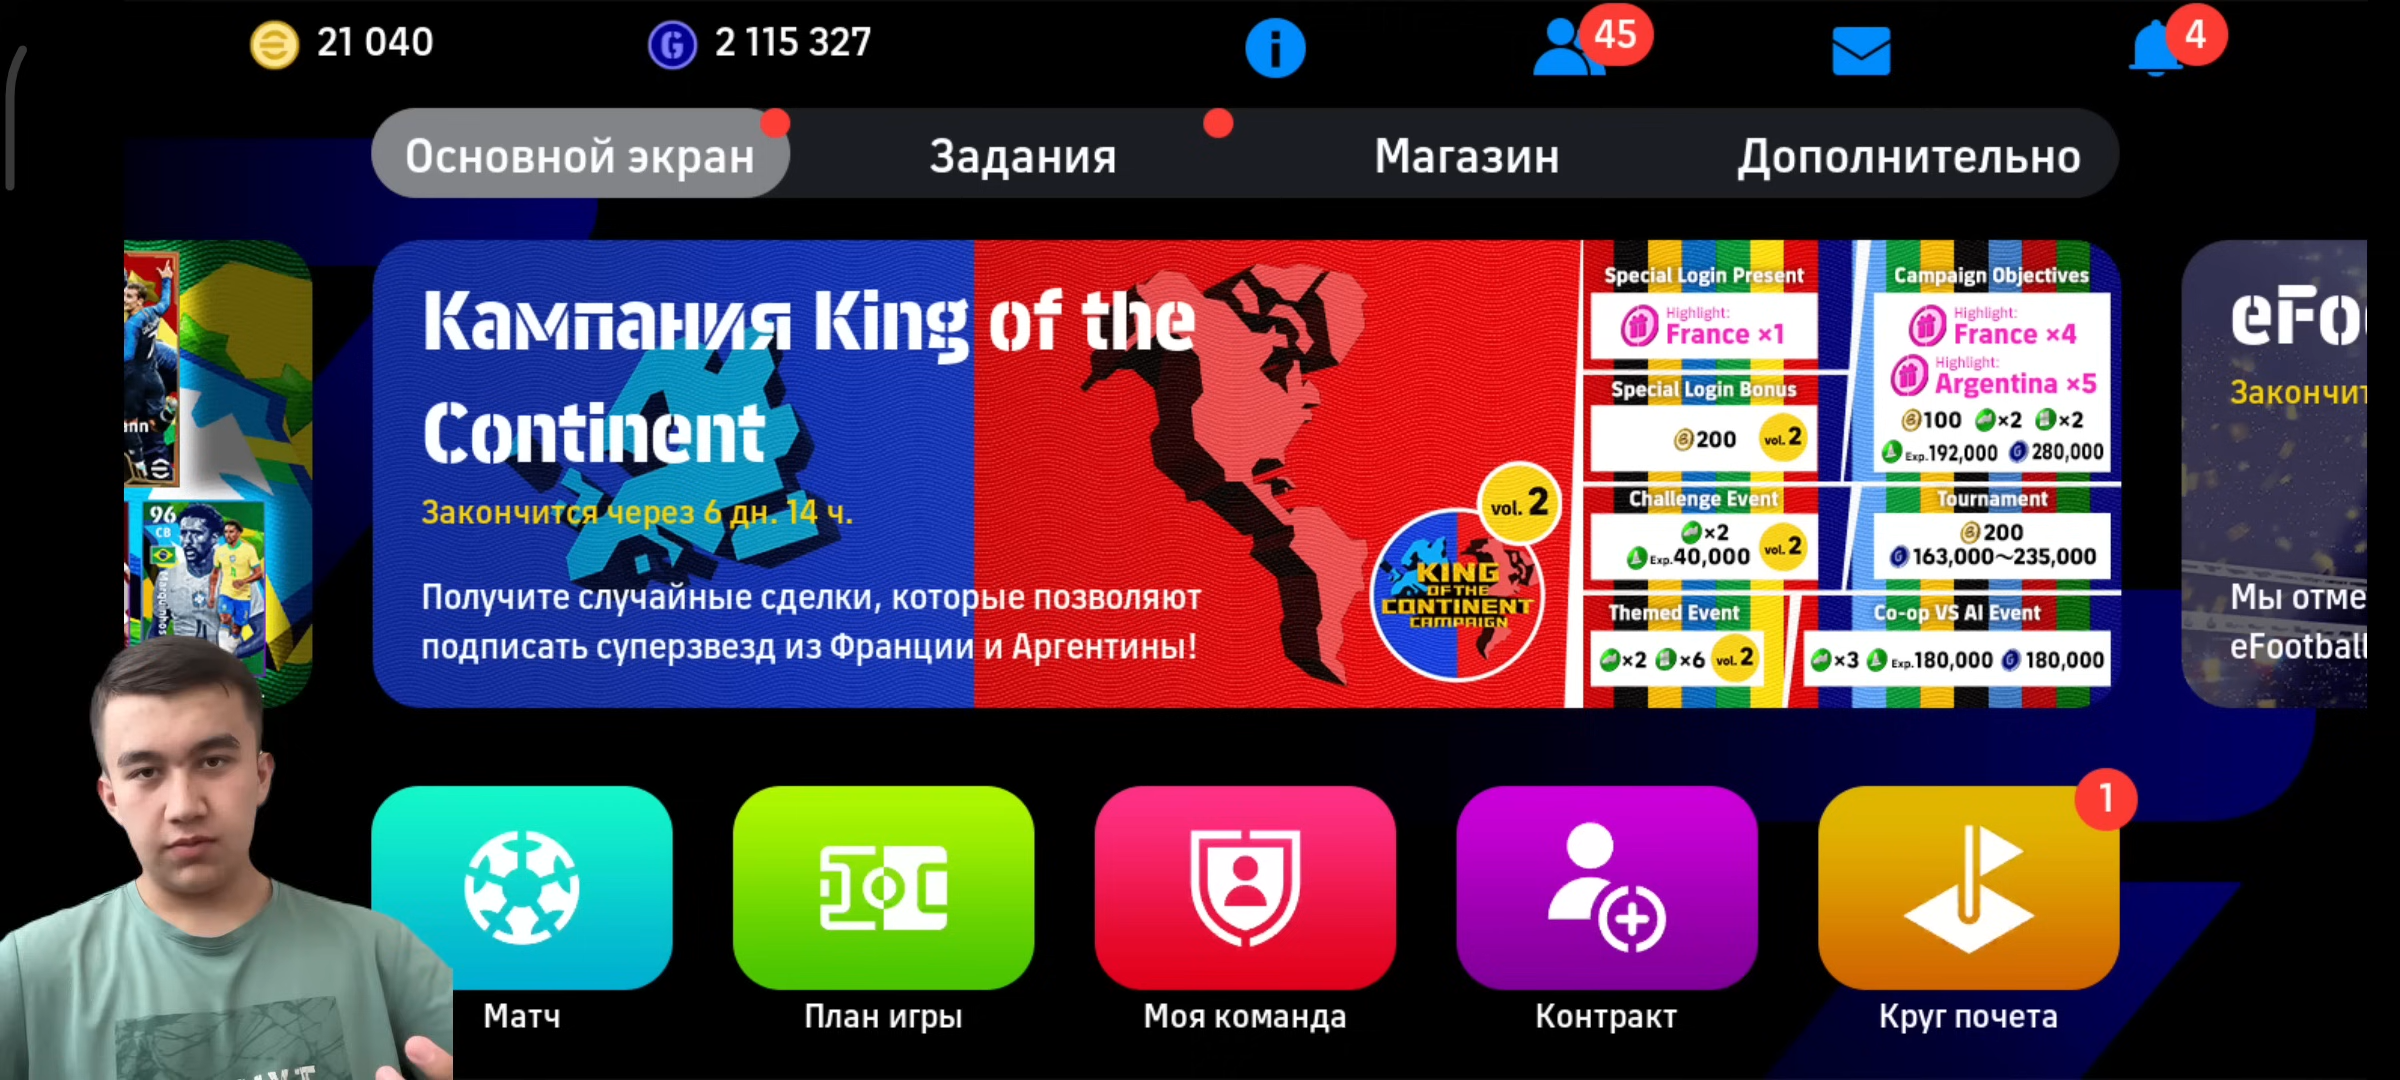 21 040
2 115 327
45
4
Основной экран
Задания
Магазин
Дополнительно
96
CB
Кампания King of the
Continent
Закончится через 6 дн. 14 ч.
Получите случайные сделки, которые позволяют
подписать суперзвезд из Франции и Аргентины!
vol. 2
KING
OF THE
CONTINENT
CAMPAIGN
Special Login Present
Highlight:
France ×1
Special Login Bonus
200 vol. 2
Challenge Event
×2
Exp.40,000 vol. 2
Themed Event
×2 ×6 vol. 2
Campaign Objectives
Highlight:
France ×4
Highlight:
Argentina ×5
100 ×2 ×2
Exp.192,000 280,000
Tournament
200
163,000~235,000
Co-op VS AI Event
×3 Exp.180,000 180,000
eFo
Закончит
Мы отме
eFootball
1
Матч
План игры
Моя команда
Контракт
Круг почета